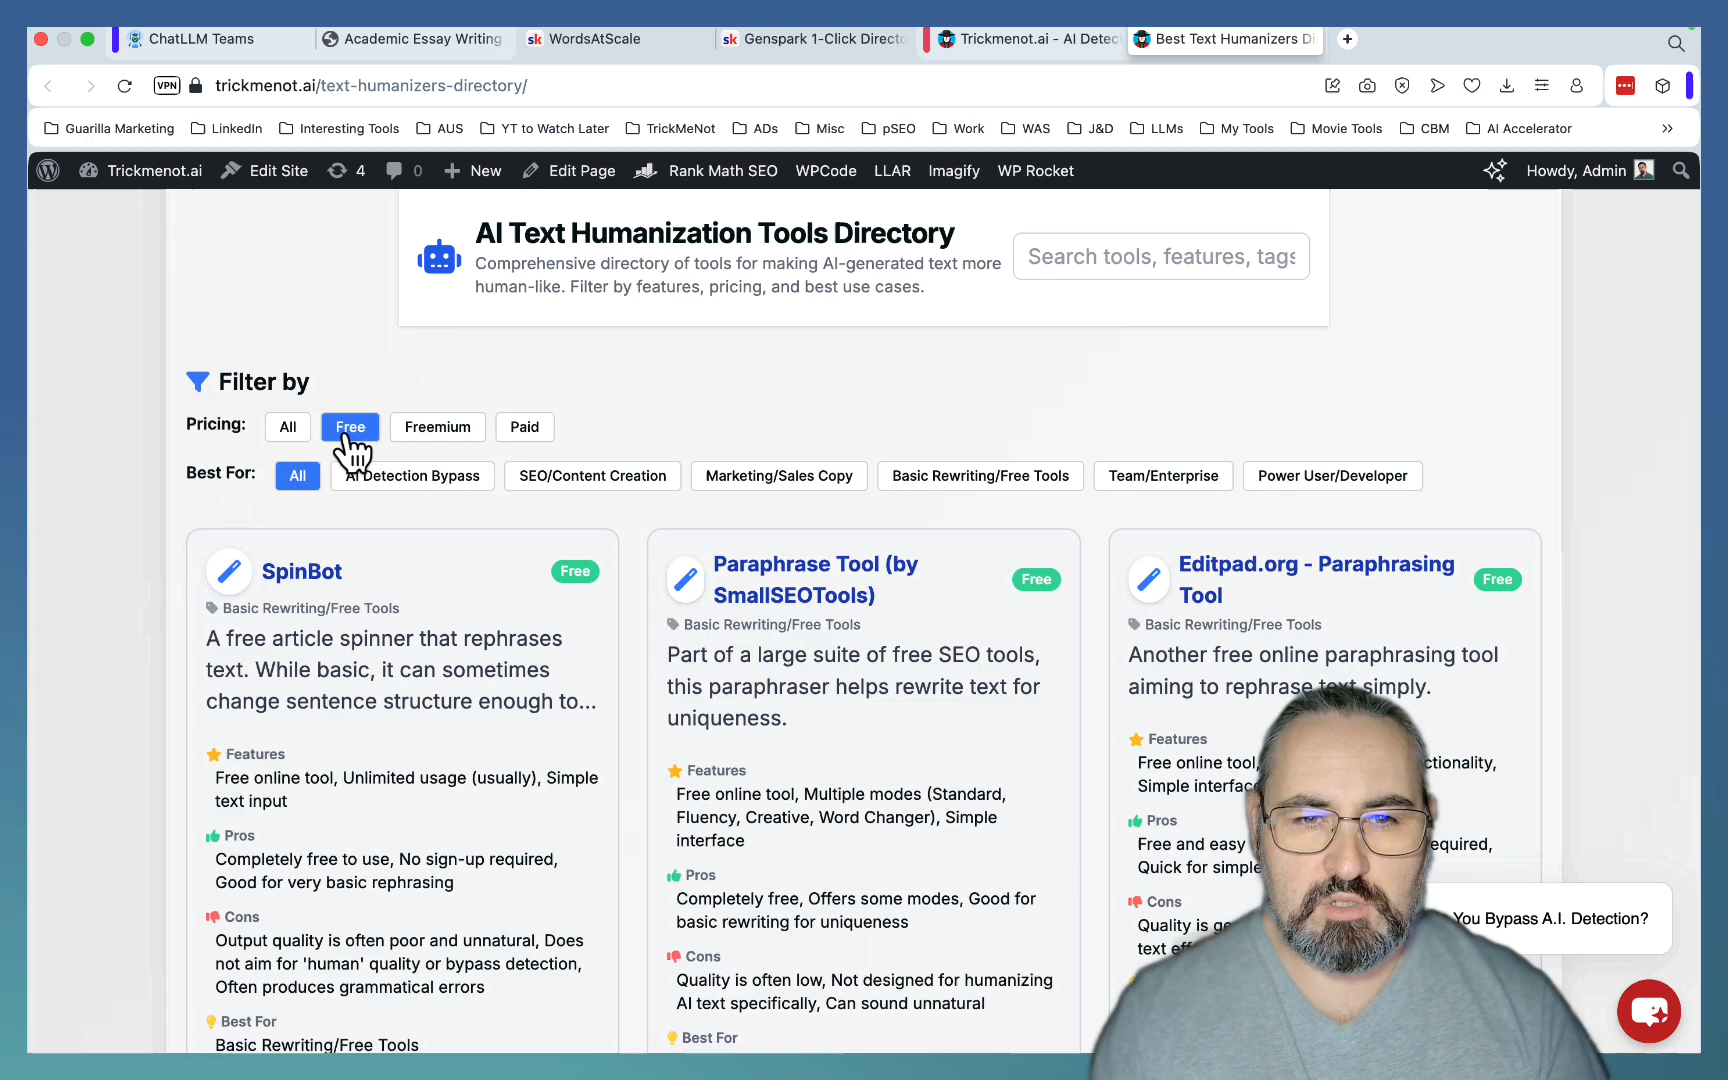 ChatLLM Teams
Academic Essay Writing
sk WordsAtScale
sk Genspark 1-Click Directo
Trickmenot.ai - AI Detect
Best Text Humanizers Di
VPN
trickmenot.ai/text-humanizers-directory/
Guarilla Marketing
LinkedIn
Interesting Tools
AUS
YT to Watch Later
TrickMeNot
ADs
Misc
pSEO
Work
WAS
J&D
LLMs
My Tools
Movie Tools
CBM
AI Accelerator
Trickmenot.ai
Edit Site
4
0
New
Edit Page
Rank Math SEO
WPCode
LLAR
Imagify
WP Rocket
Howdy, Admin
AI Text Humanization Tools Directory
Comprehensive directory of tools for making AI-generated text more
human-like. Filter by features, pricing, and best use cases.
Search tools, features, tags
Filter by
Pricing:
All
Free
Freemium
Paid
Best For:
All
AI Detection Bypass
SEO/Content Creation
Marketing/Sales Copy
Basic Rewriting/Free Tools
Team/Enterprise
Power User/Developer
SpinBot
Free
Basic Rewriting/Free Tools
A free article spinner that rephrases
text. While basic, it can sometimes
change sentence structure enough to...
Features
Free online tool, Unlimited usage (usually), Simple
text input
Pros
Completely free to use, No sign-up required,
Good for very basic rephrasing
Cons
Output quality is often poor and unnatural, Does
not aim for 'human' quality or bypass detection,
Often produces grammatical errors
Best For
Basic Rewriting/Free Tools
Paraphrase Tool (by
SmallSEOTools)
Free
Basic Rewriting/Free Tools
Part of a large suite of free SEO tools,
this paraphraser helps rewrite text for
uniqueness.
Features
Free online tool, Multiple modes (Standard,
Fluency, Creative, Word Changer), Simple
interface
Pros
Completely free, Offers some modes, Good for
basic rewriting for uniqueness
Cons
Quality is often low, Not designed for humanizing
AI text specifically, Can sound unnatural
Best For
Editpad.org - Paraphrasing
Tool
Free
Basic Rewriting/Free Tools
Another free online paraphrasing tool
aiming to rephrase text simply.
Features
Free online tool, ctionality,
Simple interface
Pros
Free and easy equired,
Quick for simple
Cons
Quality is ge
text eff
You Bypass A.I. Detection?